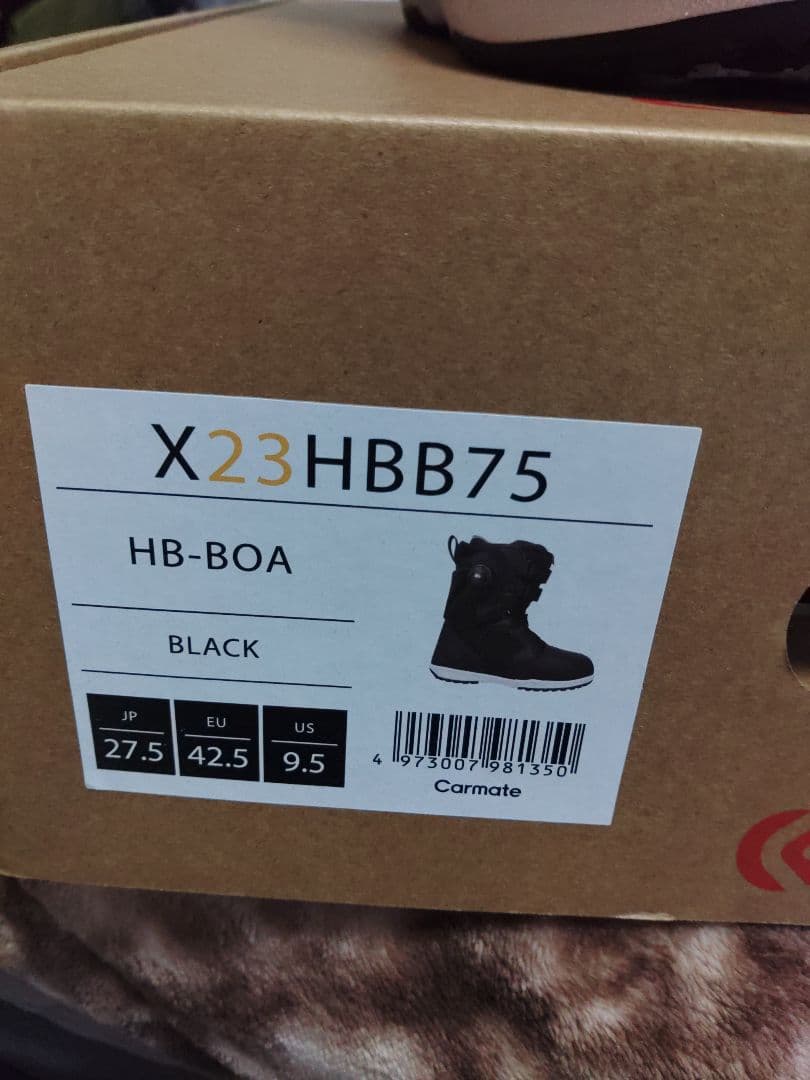 X23HBB75
HB-BOA
BLACK
JP EU US
27.5 42.5 9.5
4 973007 981350
Carmate